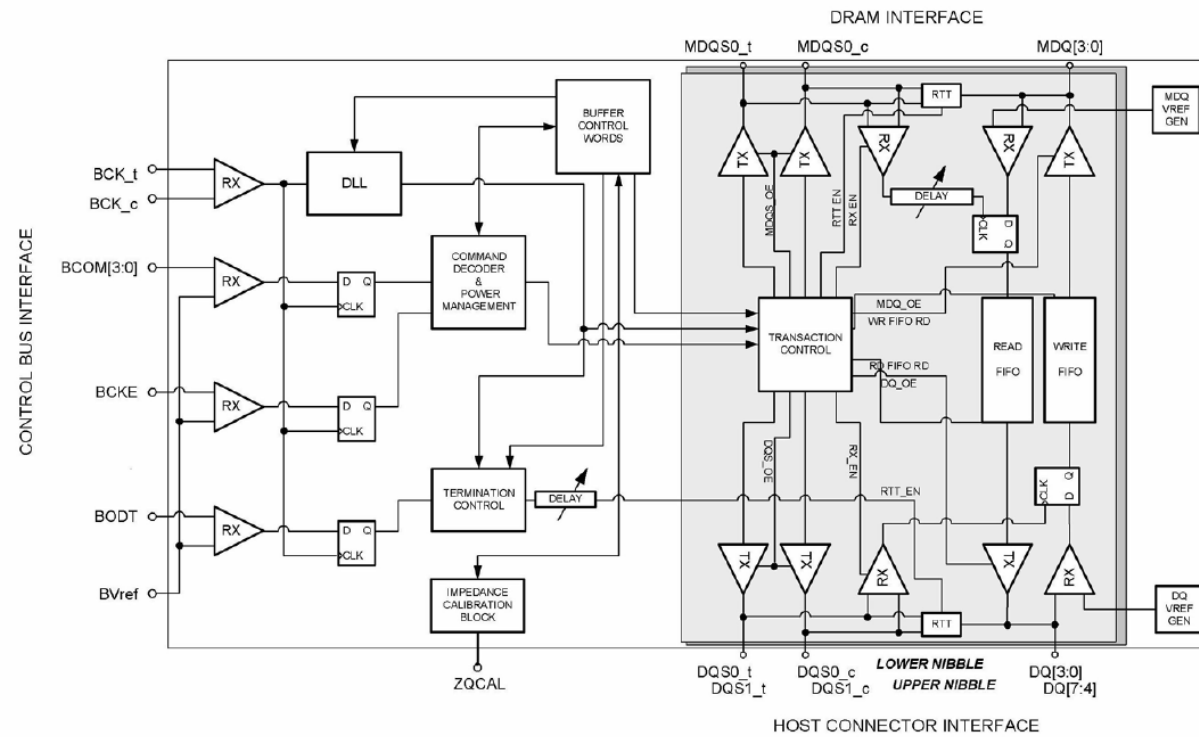 DRAM INTERFACE
MDQS0_t
MDQS0_c
MDQ[3:0]
RTT
MDQ
VREF
GEN
BUFFER
CONTROL
WORDS
TX
TX
RX
RX
TX
BCK_t
BCK_c
RX
DLL
MDQS_OE
RTT EN
RX EN
DELAY
CLK
D
Q
CONTROL BUS INTERFACE
BCOM[3:0]
RX
D Q
CLK
COMMAND
DECODER
&
POWER
MANAGEMENT
MDQ_OE
WR FIFO RD
TRANSACTION
CONTROL
READ
FIFO
WRITE
FIFO
RD FIFO RD
DQ_OE
BCKE
RX
D Q
CLK
DQS_OE
RX_EN
TERMINATION
CONTROL
DELAY
RTT_EN
CLK
Q
D
BODT
RX
D Q
CLK
TX
TX
RX
TX
RX
BVref
IMPEDANCE
CALIBRATION
BLOCK
RTT
DQ
VREF
GEN
ZQCAL
DQS0_t
DQS1_t
DQS0_c
DQS1_c
LOWER NIBBLE
UPPER NIBBLE
DQ[3:0]
DQ[7:4]
HOST CONNECTOR INTERFACE